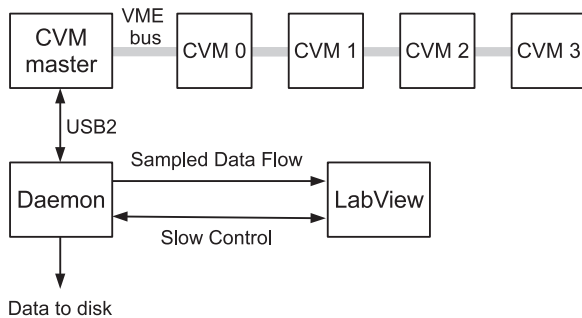 CVM
master
VME
bus
CVM 0
CVM 1
CVM 2
CVM 3
USB2
Daemon
Sampled Data Flow
LabView
Slow Control
Data to disk